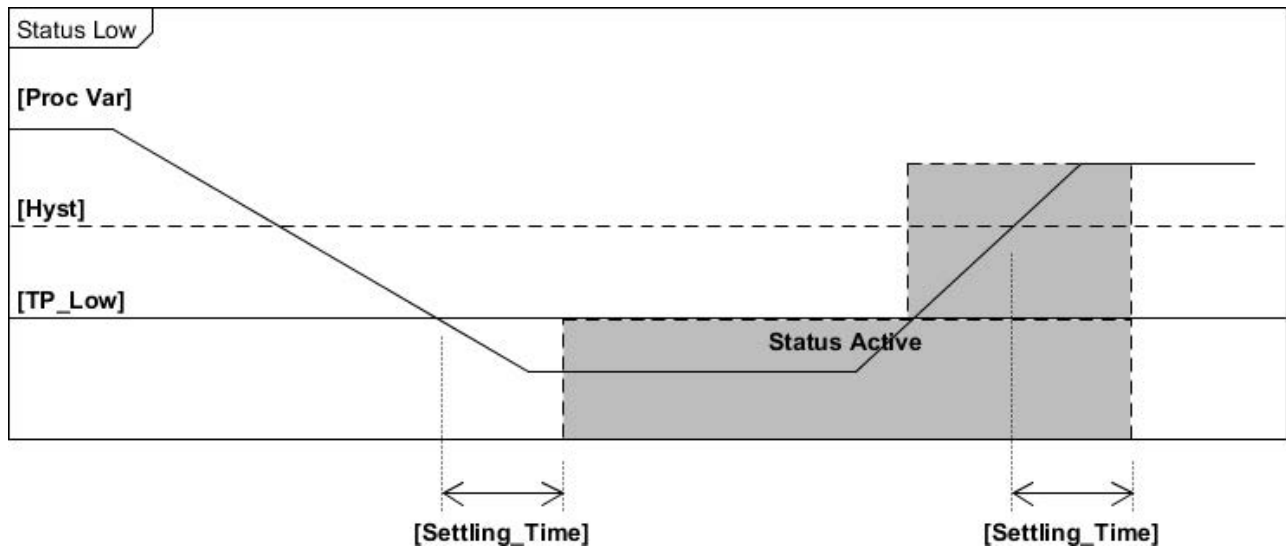 Status Low
[Proc Var]
[Hyst]
[TP_Low]
Status Active
[Settling_Time]
[Settling_Time]